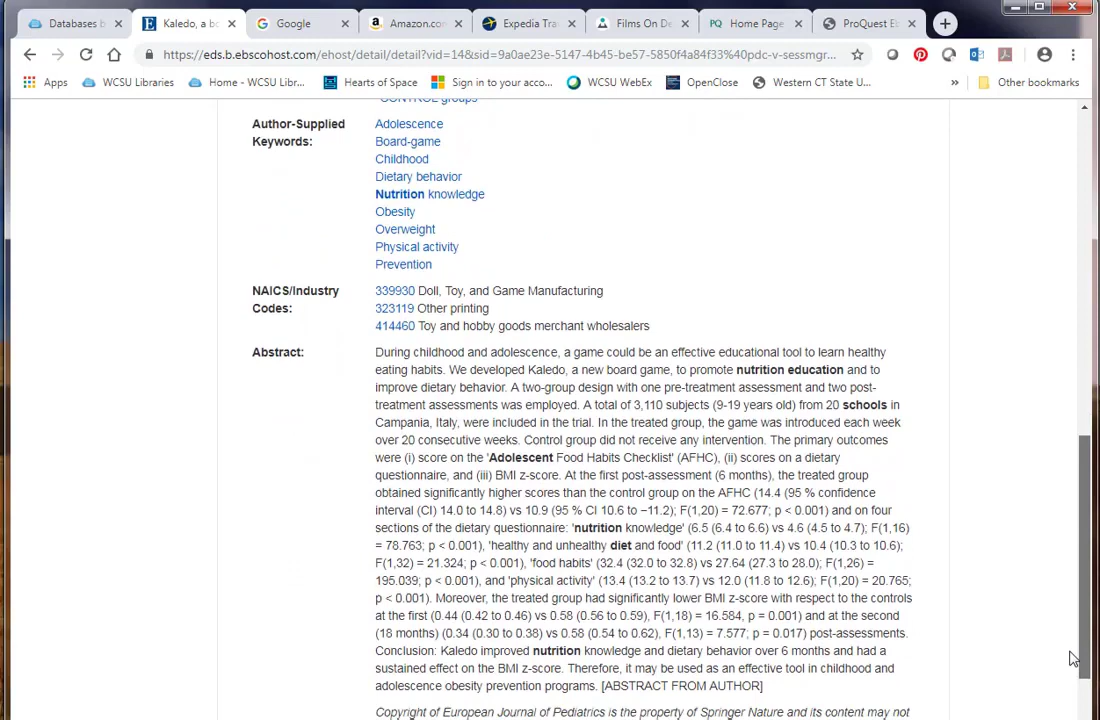 Databases b
Kaledo, a bo
Google
Amazon.com
Expedia Tra
Films On De
PQ Home Page
ProQuest Eb
https://eds.b.ebscohost.com/ehost/detail/detail?vid=14&sid=9a0ae23e-5147-4b45-be57-5850f4a84f33%40pdc-v-sessmgr...
Apps
WCSU Libraries
Home - WCSU Libr...
Hearts of Space
Sign in to your acco...
WCSU WebEx
OpenClose
Western CT State U...
»
Other bookmarks
CONTROL groups
Author-Supplied Keywords:
Adolescence
Board-game
Childhood
Dietary behavior
Nutrition knowledge
Obesity
Overweight
Physical activity
Prevention
NAICS/Industry Codes:
339930 Doll, Toy, and Game Manufacturing
323119 Other printing
414460 Toy and hobby goods merchant wholesalers
Abstract:
During childhood and adolescence, a game could be an effective educational tool to learn healthy
eating habits. We developed Kaledo, a new board game, to promote nutrition education and to
improve dietary behavior. A two-group design with one pre-treatment assessment and two post-
treatment assessments was employed. A total of 3,110 subjects (9-19 years old) from 20 schools in
Campania, Italy, were included in the trial. In the treated group, the game was introduced each week
over 20 consecutive weeks. Control group did not receive any intervention. The primary outcomes
were (i) score on the 'Adolescent Food Habits Checklist' (AFHC), (ii) scores on a dietary
questionnaire, and (iii) BMI z-score. At the first post-assessment (6 months), the treated group
obtained significantly higher scores than the control group on the AFHC (14.4 (95 % confidence
interval (CI) 14.0 to 14.8) vs 10.9 (95 % CI 10.6 to −11.2); F(1,20) = 72.677; p < 0.001) and on four
sections of the dietary questionnaire: 'nutrition knowledge' (6.5 (6.4 to 6.6) vs 4.6 (4.5 to 4.7); F(1,16)
= 78.763; p < 0.001), 'healthy and unhealthy diet and food' (11.2 (11.0 to 11.4) vs 10.4 (10.3 to 10.6);
F(1,32) = 21.324; p < 0.001), 'food habits' (32.4 (32.0 to 32.8) vs 27.64 (27.3 to 28.0); F(1,26) =
195.039; p < 0.001), and 'physical activity' (13.4 (13.2 to 13.7) vs 12.0 (11.8 to 12.6); F(1,20) = 20.765;
p < 0.001). Moreover, the treated group had significantly lower BMI z-score with respect to the controls
at the first (0.44 (0.42 to 0.46) vs 0.58 (0.56 to 0.59), F(1,18) = 16.584, p = 0.001) and at the second
(18 months) (0.34 (0.30 to 0.38) vs 0.58 (0.54 to 0.62), F(1,13) = 7.577; p = 0.017) post-assessments.
Conclusion: Kaledo improved nutrition knowledge and dietary behavior over 6 months and had a
sustained effect on the BMI z-score. Therefore, it may be used as an effective tool in childhood and
adolescence obesity prevention programs. [ABSTRACT FROM AUTHOR]
Copyright of European Journal of Pediatrics is the property of Springer Nature and its content may not